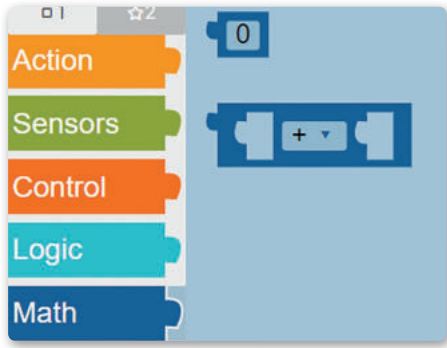 1 ☆2
0
Action
Sensors
+ ▾
Control
Logic
Math